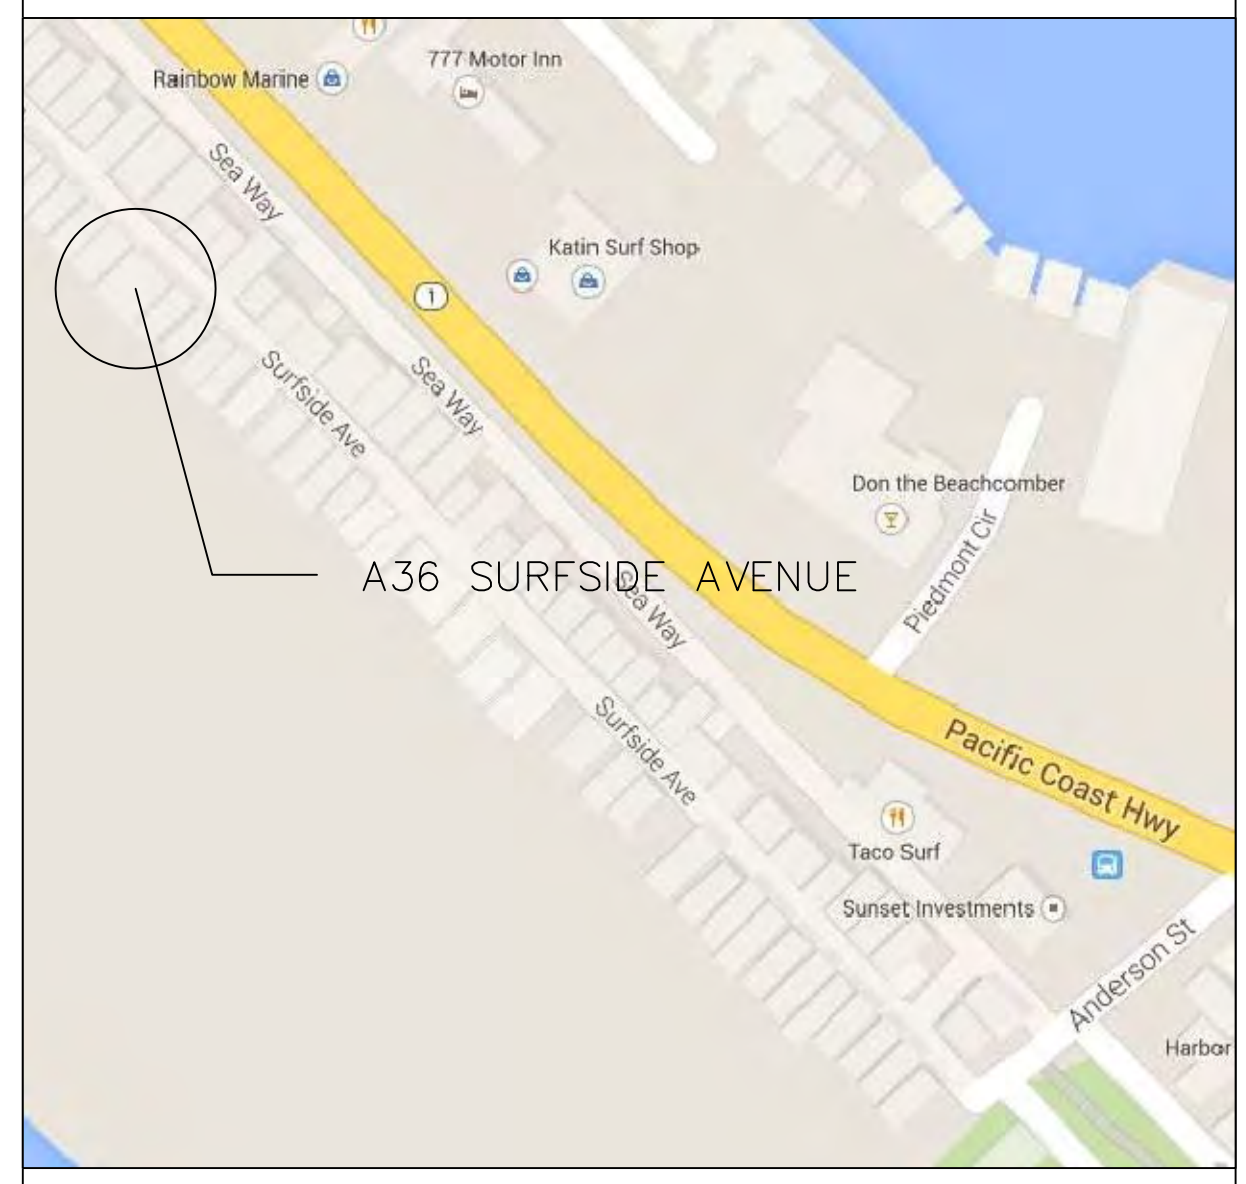 777 Motor Inn
Rainbow Marine
Sea Way
Katin Surf Shop
1
Surfside Ave
Sea Way
Don the Beachcomber
Piedmont Cir
A36 SURFSIDE AVENUE
Sea Way
Surfside Ave
Pacific Coast Hwy
Taco Surf
Sunset Investments
Anderson St
Harbor